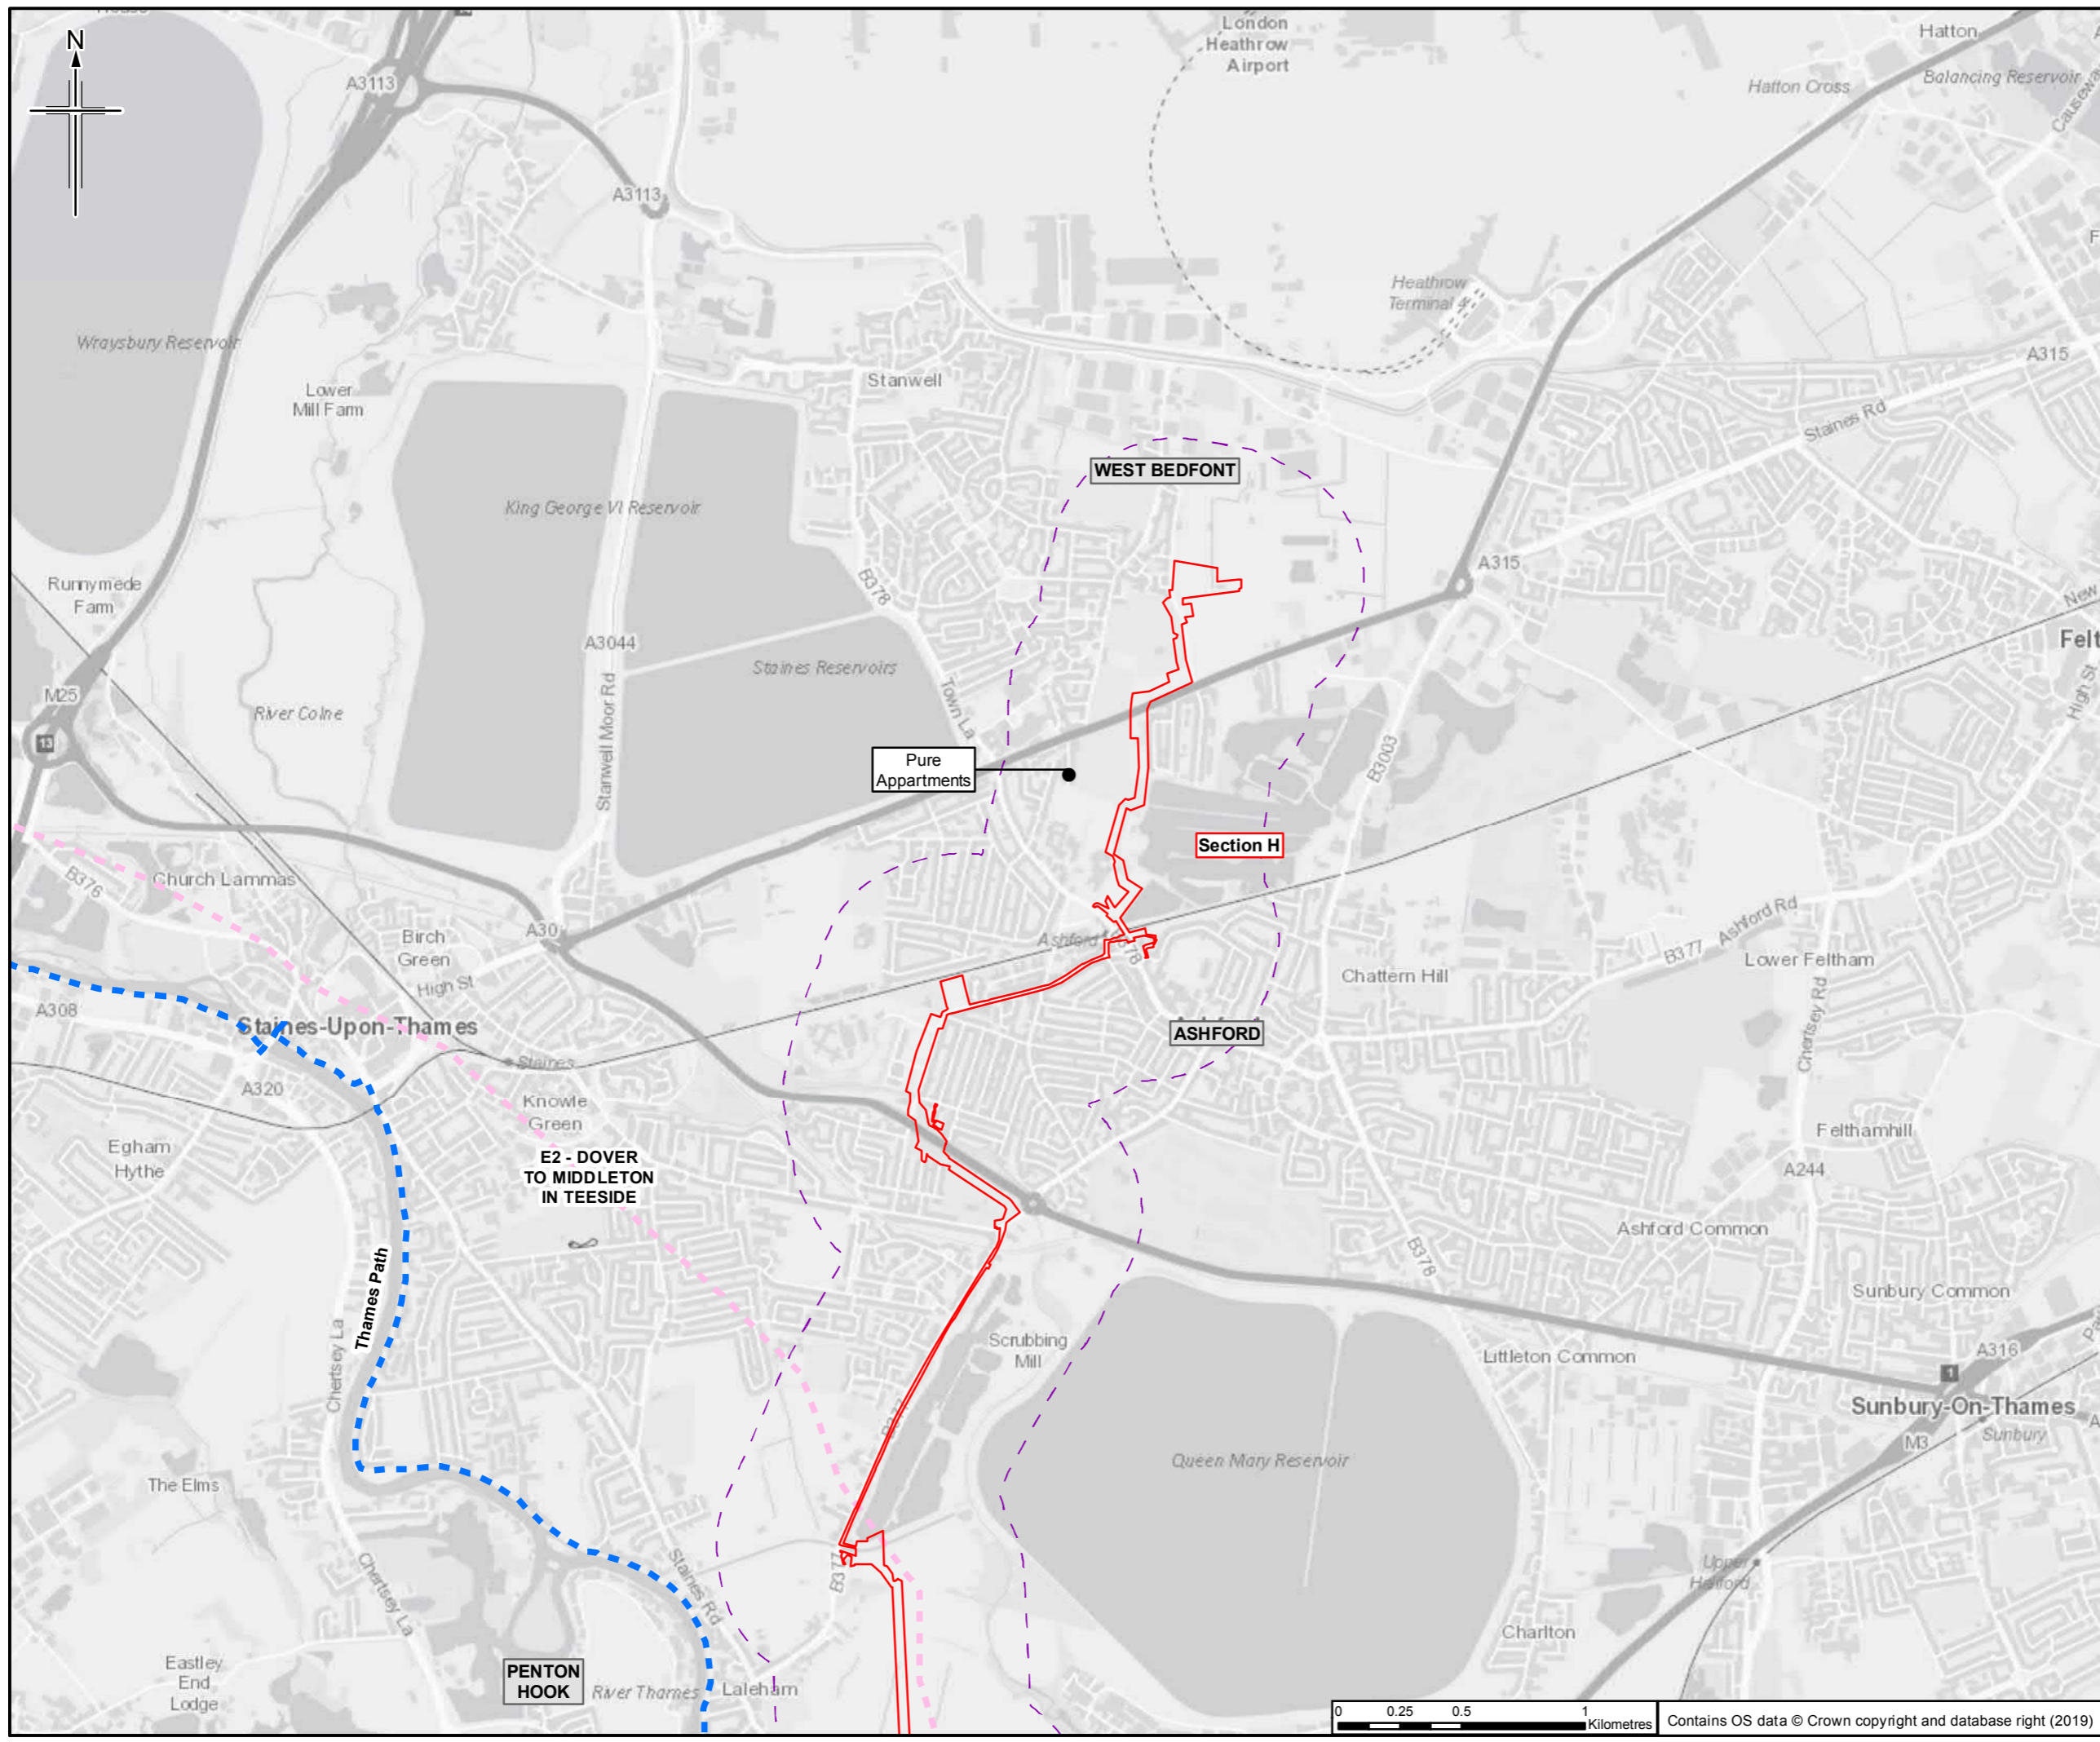 London
Heathrow
Airport
Hatton
N
A3113
Hatton Cross
Balancing Reservoir
A3113
Heathrow
Terminal 4
Wraysbury Reservoir
A315
Lower
Mill Farm
Stanwell
Staines Rd
WEST BEDFONT
King George VI Reservoir
A315
Runnymede
Farm
B378
New
A3044
Felt
Staines Reservoirs
High St
M25
River Colne
Stanwell Moor Rd
Town La
13
Pure
Appartments
B3003
Section H
Church Lammas
B376
Ashford Rd
A30
Birch
Green
Ashford
B377
Lower Feltham
High St
Chattern Hill
A308
Staines-Upon-Thames
ASHFORD
Chertsey Rd
Staines
A320
Knowle
Green
Egham
Hythe
Felthamhill
E2 - DOVER
TO MIDDLETON
IN TEESIDE
A244
Ashford Common
B378
Thames Path
Sunbury Common
Scrubbing
Mill
Littleton Common
A316
Chertsey La
1
Sunbury-On-Thames
M3
Sunbury
Queen Mary Reservoir
The Elms
B377
Upper
Halliford
Staines Rd
Chertsey La
Charlton
Eastley
End
Lodge
PENTON
HOOK
River Thames
Laleham
0 0.25 0.5 1
Kilometres
Contains OS data © Crown copyright and database right (2019)